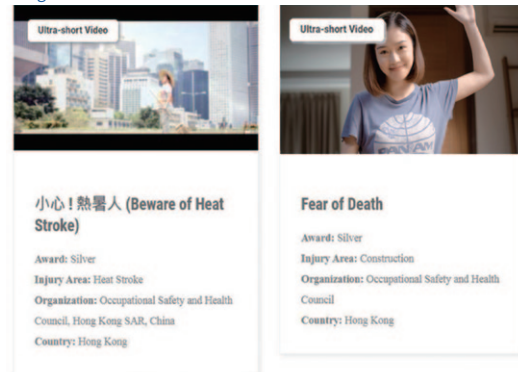 Ultra-short Video
小心！熱暑人 (Beware of Heat
Stroke)
Award: Silver
Injury Area: Heat Stroke
Organization: Occupational Safety and Health
Council, Hong Kong SAR, China
Country: Hong Kong
Ultra-short Video
PAN AM
Fear of Death
Award: Silver
Injury Area: Construction
Organization: Occupational Safety and Health
Council
Country: Hong Kong